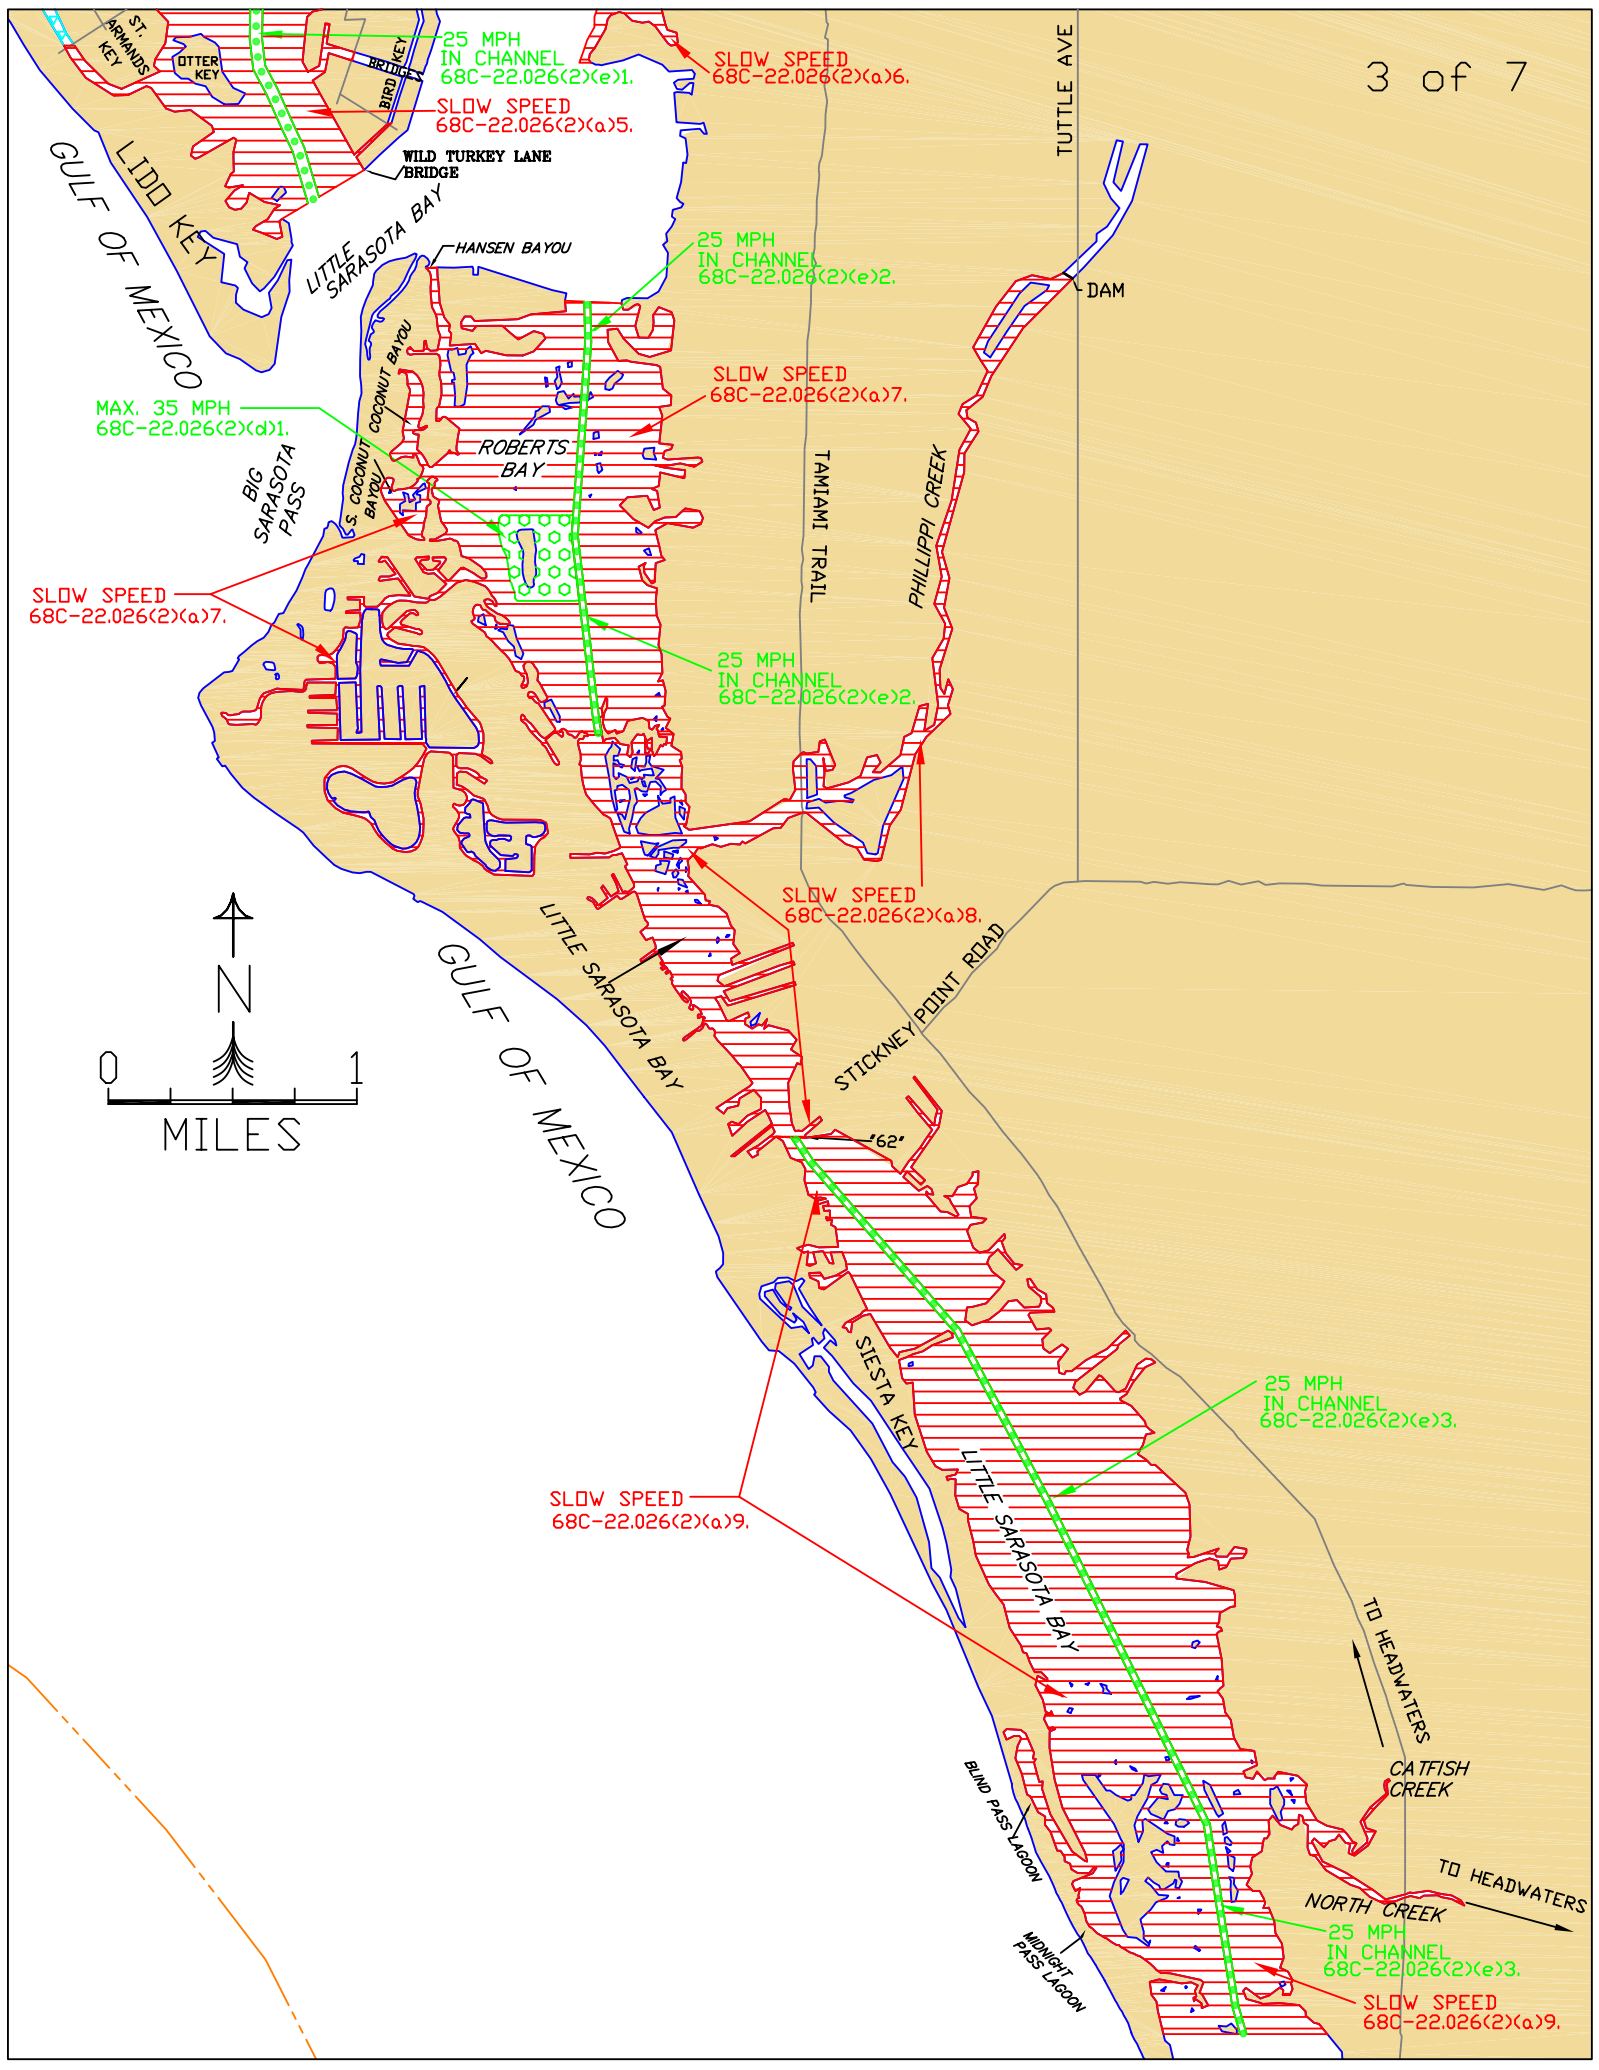 3 of 7
ST.
ARMANDS
KEY
OTTER
KEY
BRIDGE
BIRD KEY
25 MPH
IN CHANNEL
68C-22.026(2)(e)1.
SLOW SPEED
68C-22.026(2)(a)5.
SLOW SPEED
68C-22.026(2)(a)6.
TUTTLE AVE
WILD TURKEY LANE
BRIDGE
LIDO KEY
GULF OF MEXICO
LITTLE
SARASOTA BAY
HANSEN BAYOU
25 MPH
IN CHANNEL
68C-22.026(2)(e)2.
DAM
COCONUT BAYOU
SLOW SPEED
68C-22.026(2)(a)7.
MAX. 35 MPH
68C-22.026(2)(d)1.
ROBERTS
BAY
BIG
SARASOTA
PASS
S. COCONUT
BAYOU
TAMIAMI TRAIL
PHILLIPPI CREEK
SLOW SPEED
68C-22.026(2)(a)7.
25 MPH
IN CHANNEL
68C-22.026(2)(e)2.
SLOW SPEED
68C-22.026(2)(a)8.
LITTLE SARASOTA BAY
STICKNEY POINT ROAD
GULF OF MEXICO
N
0 1
MILES
"62"
SIESTA KEY
25 MPH
IN CHANNEL
68C-22.026(2)(e)3.
LITTLE SARASOTA BAY
SLOW SPEED
68C-22.026(2)(a)9.
TO HEADWATERS
CATFISH
CREEK
BLIND PASS LAGOON
TO HEADWATERS
NORTH CREEK
MIDNIGHT
PASS LAGOON
25 MPH
IN CHANNEL
68C-22.026(2)(e)3.
SLOW SPEED
68C-22.026(2)(a)9.